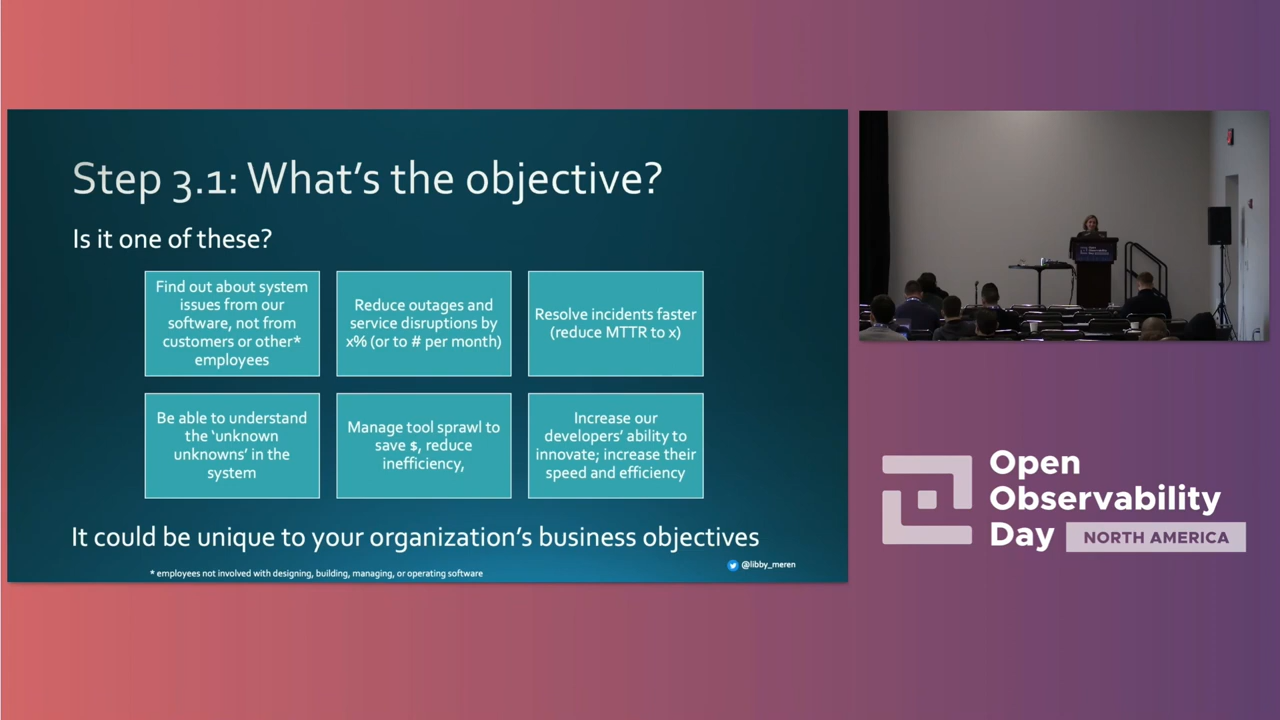 Step 3.1: What's the objective?
Is it one of these?
Find out about system
issues from our
software, not from
customers or other*
employees
Reduce outages and
service disruptions by
x% (or to # per month)
Resolve incidents faster
(reduce MTTR to x)
Be able to understand
the 'unknown
unknowns' in the
system
Manage tool sprawl to
save $, reduce
inefficiency,
Increase our
developers' ability to
innovate; increase their
speed and efficiency
It could be unique to your organization's business objectives
* employees not involved with designing, building, managing, or operating software
@libby_meren
Open
Observability
Day
NORTH AMERICA